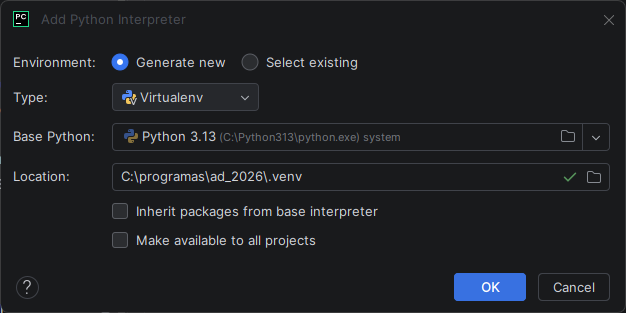 PC Add Python Interpreter
Environment: Generate new Select existing
Type: Virtualenv
Base Python: Python 3.13 (C:\Python313\python.exe) system
Location: C:\programas\ad_2026\.venv
Inherit packages from base interpreter
Make available to all projects
? OK Cancel